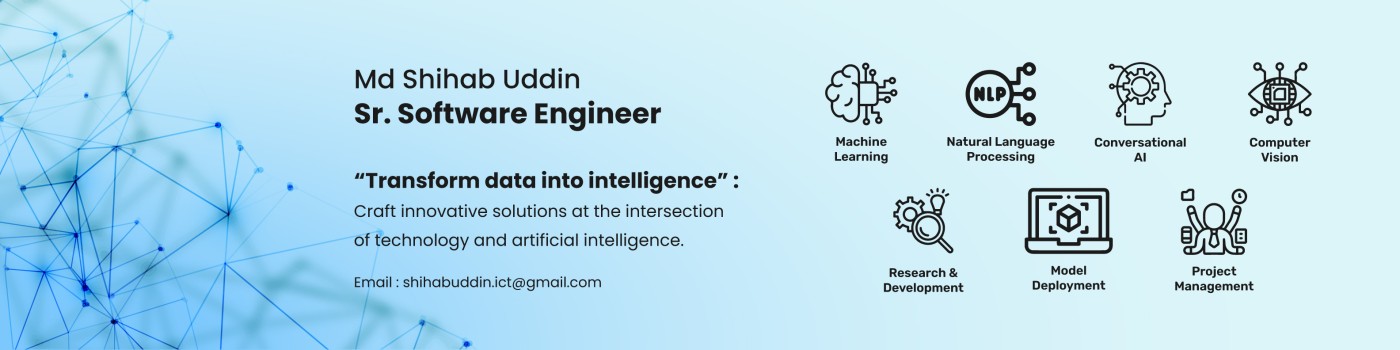 Md Shihab Uddin
Sr. Software Engineer
“Transform data into intelligence” :
Craft innovative solutions at the intersection
of technology and artificial intelligence.
Email : shihabuddin.ict@gmail.com
Machine
Learning
NLP
Natural Language
Processing
Conversational
AI
Computer
Vision
Research &
Development
Model
Deployment
Project
Management